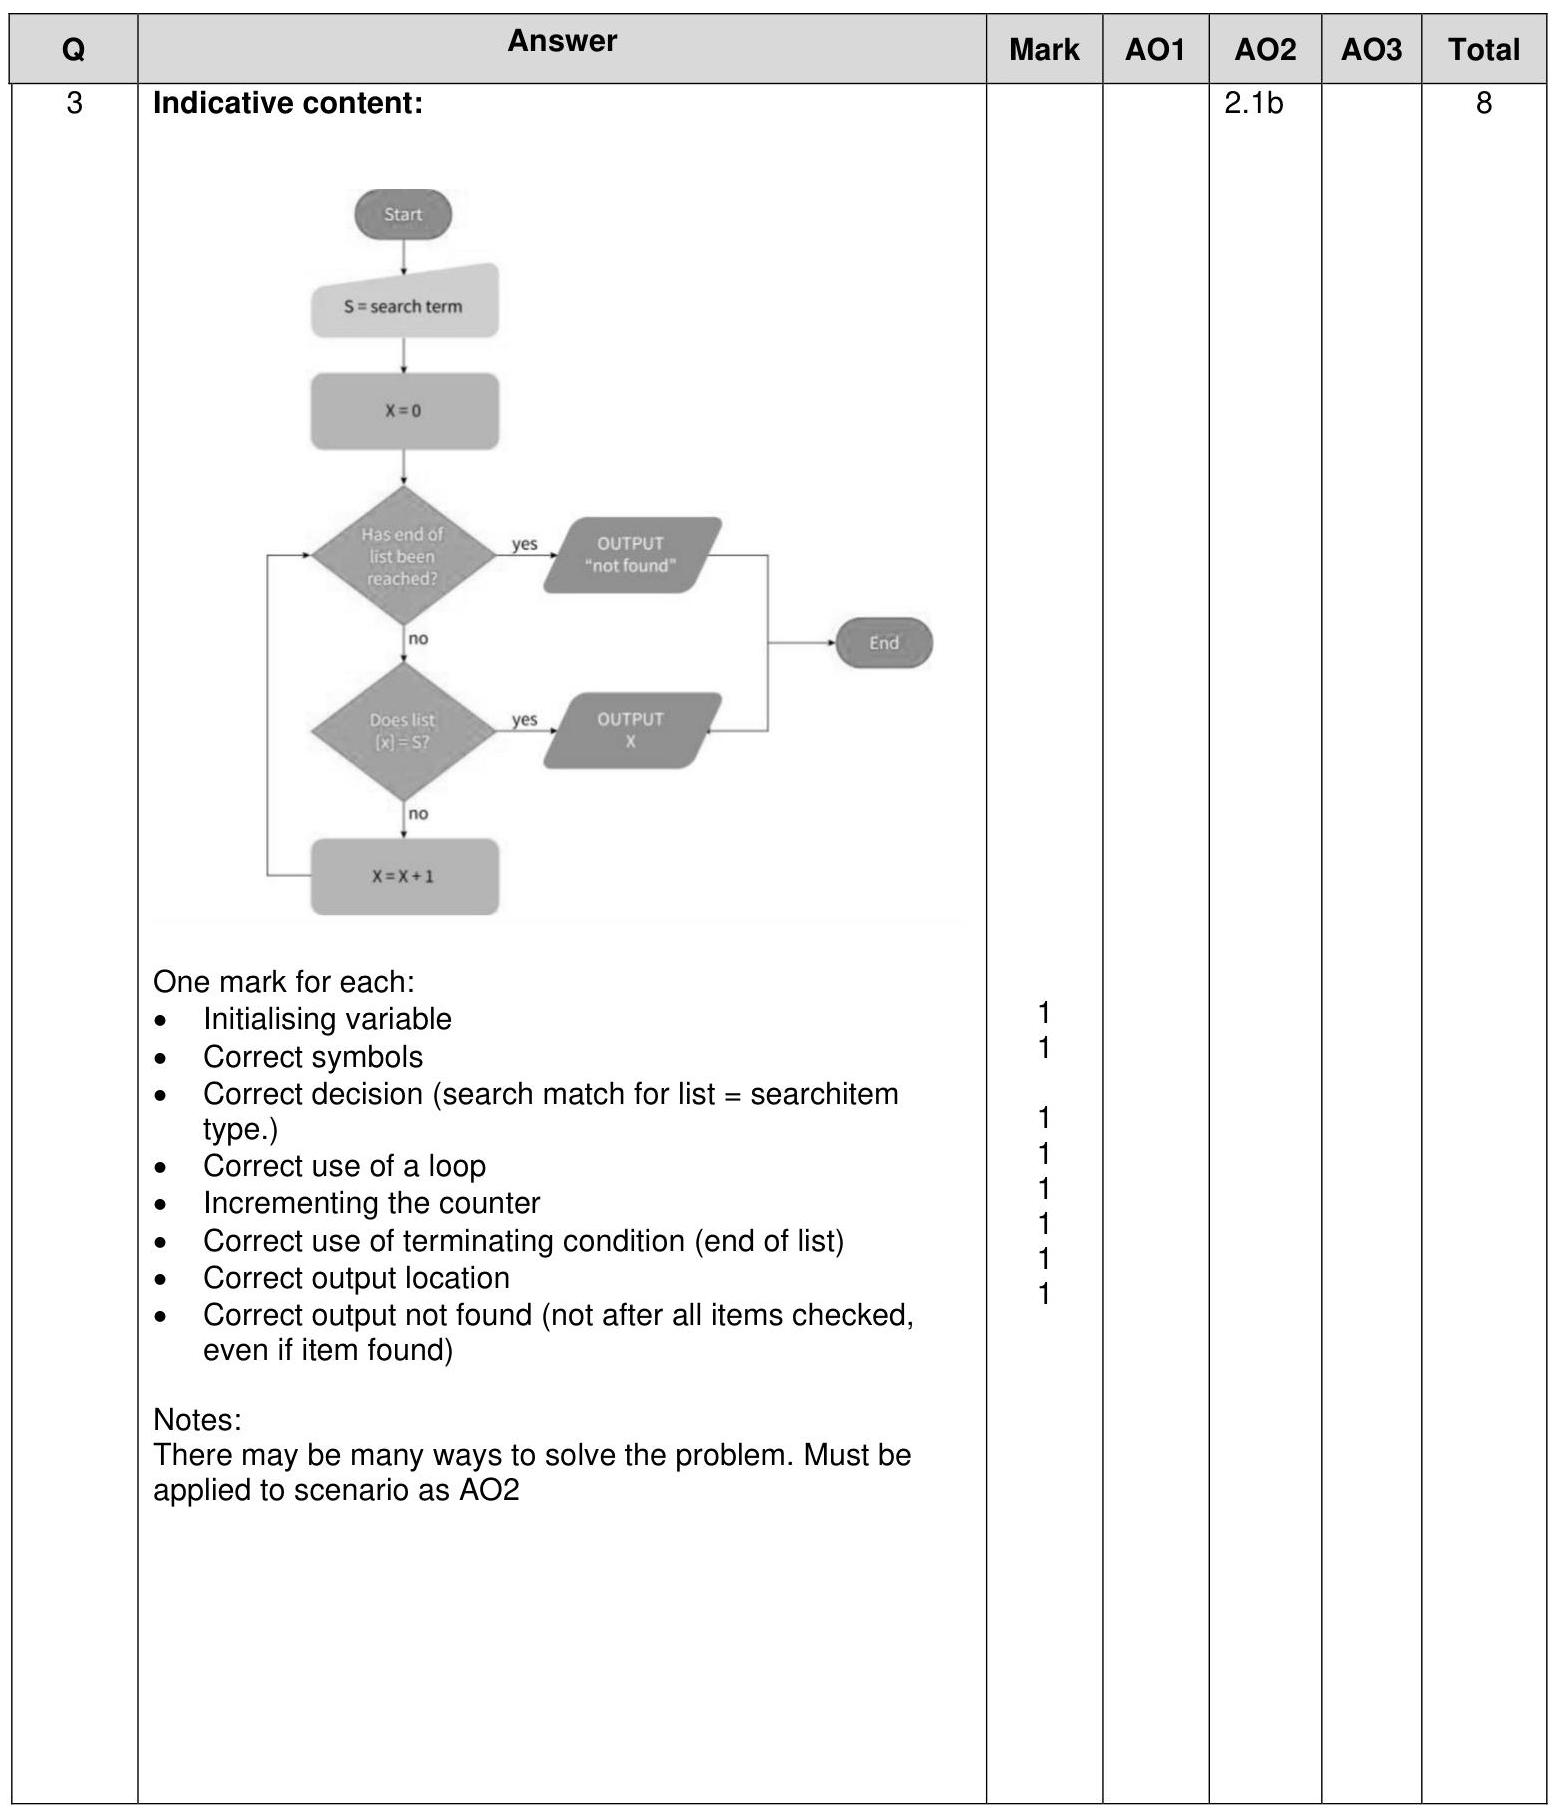 Q Answer Mark AO1 AO2 AO3 Total
3 Indicative content: 2.1b 8
Start
S = search term
X = 0
Has end of
list been
reached?
yes
OUTPUT
“not found”
no
End
Does list
[x] = S?
yes
OUTPUT
X
no
X = X + 1
One mark for each:
• Initialising variable 1
• Correct symbols 1
• Correct decision (search match for list = searchitem
type.) 1
• Correct use of a loop 1
• Incrementing the counter 1
• Correct use of terminating condition (end of list) 1
• Correct output location 1
• Correct output not found (not after all items checked, 1
even if item found)
Notes:
There may be many ways to solve the problem. Must be
applied to scenario as AO2